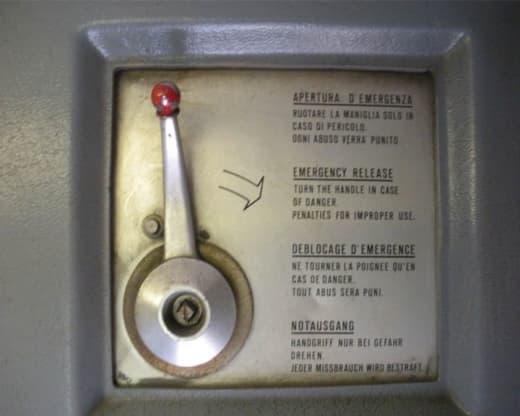 APERTURA D'EMERGENZA
RUOTARE LA MANIGLIA SOLO IN
CASO DI PERICOLO.
OGNI ABUSO VERRA' PUNITO
EMERGENCY RELEASE
TURN THE HANDLE IN CASE
OF DANGER.
PENALTIES FOR IMPROPER USE.
DEBLOCAGE D'EMERGENCE
NE TOURNER LA POIGNEE QU'EN
CAS DE DANGER.
TOUT ABUS SERA PUNI.
NOTAUSGANG
HANDGRIFF NUR BEI GEFAHR
DREHEN.
JEDER MISSBRAUCH WIRD BESTRAFT